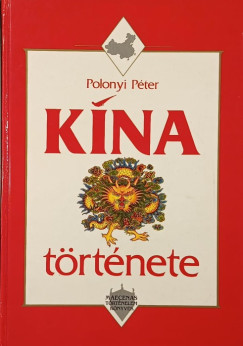 Polonyi Péter
KÍNA
története
MAECENAS
TÖRTÉNELEM
KÖNYVEK